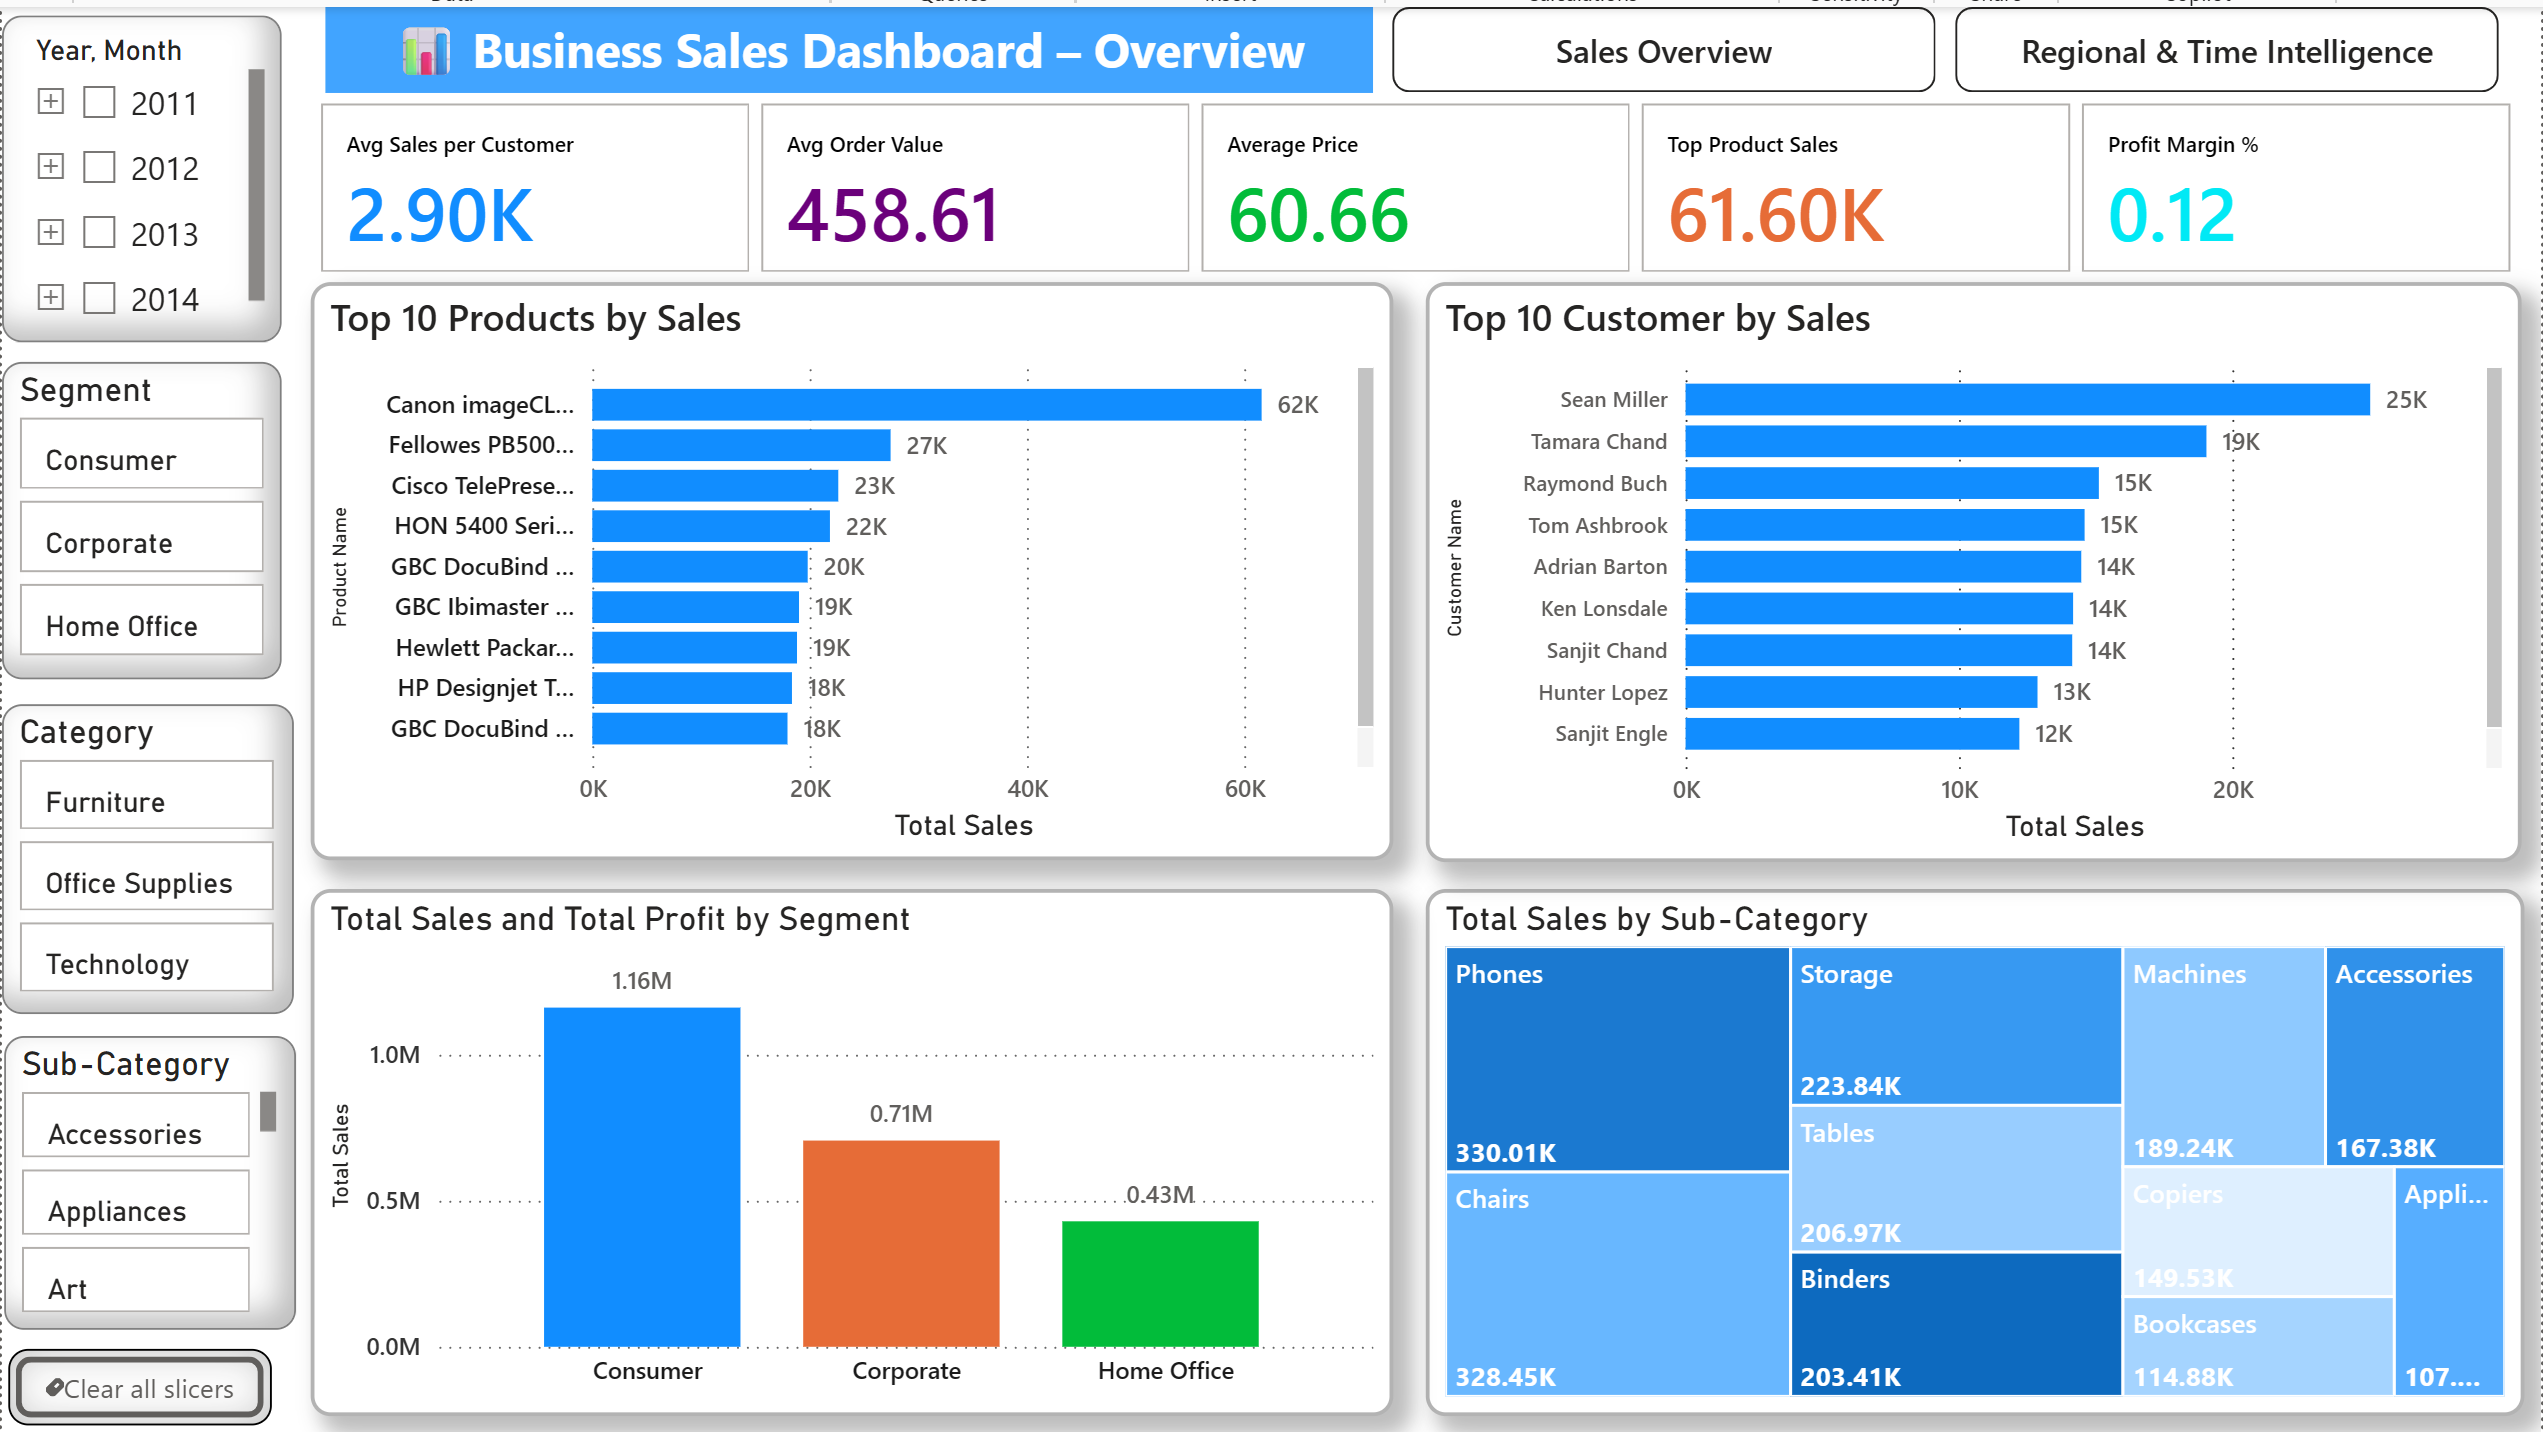 Year, Month
2011
2012
2013
2014
Segment
Consumer
Corporate
Home Office
Category
Furniture
Office Supplies
Technology
Sub-Category
Accessories
Appliances
Art
Clear all slicers
Business Sales Dashboard – Overview
Sales Overview
Regional & Time Intelligence
Avg Sales per Customer
2.90K
Avg Order Value
458.61
Average Price
60.66
Top Product Sales
61.60K
Profit Margin %
0.12
Top 10 Products by Sales
Product Name
Canon imageCL... 62K
Fellowes PB500... 27K
Cisco TelePrese... 23K
HON 5400 Seri... 22K
GBC DocuBind ... 20K
GBC Ibimaster ... 19K
Hewlett Packar... 19K
HP Designjet T... 18K
GBC DocuBind ... 18K
0K 20K 40K 60K
Total Sales
Top 10 Customer by Sales
Customer Name
Sean Miller 25K
Tamara Chand 19K
Raymond Buch 15K
Tom Ashbrook 15K
Adrian Barton 14K
Ken Lonsdale 14K
Sanjit Chand 14K
Hunter Lopez 13K
Sanjit Engle 12K
0K 10K 20K
Total Sales
Total Sales and Total Profit by Segment
Total Sales
1.0M
0.5M
0.0M
1.16M
0.71M
0.43M
Consumer Corporate Home Office
Total Sales by Sub-Category
Phones
330.01K
Chairs
328.45K
Storage
223.84K
Tables
206.97K
Binders
203.41K
Machines
189.24K
Accessories
167.38K
Copiers
149.53K
Bookcases
114.88K
Appli...
107....